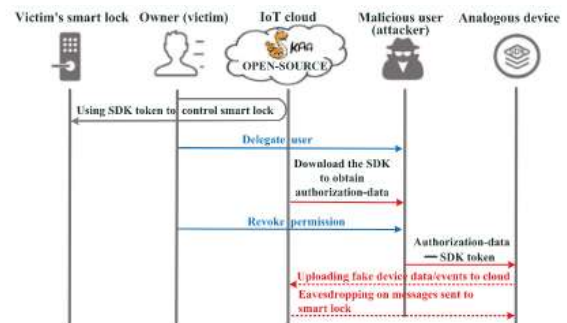 Victim's smart lock
Owner (victim)
IoT cloud
Malicious user
(attacker)
Analogous device
KAA
OPEN-SOURCE
Using SDK token to control smart lock
Delegate user
Download the SDK
to obtain
authorization-data
Revoke permission
Authorization-data
— SDK token
Uploading fake device data/events to cloud
Eavesdropping on messages sent to
smart lock